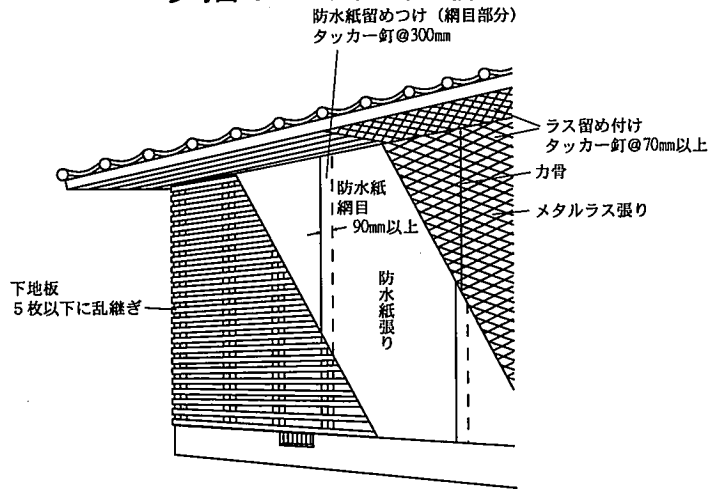 防水紙留めつけ（網目部分）
タッカー釘@300mm
ラス留め付け
タッカー釘@70mm以上
力骨
メタルラス張り
防水紙
網目
90mm以上
防水紙張り
下地板
5枚以下に乱継ぎ